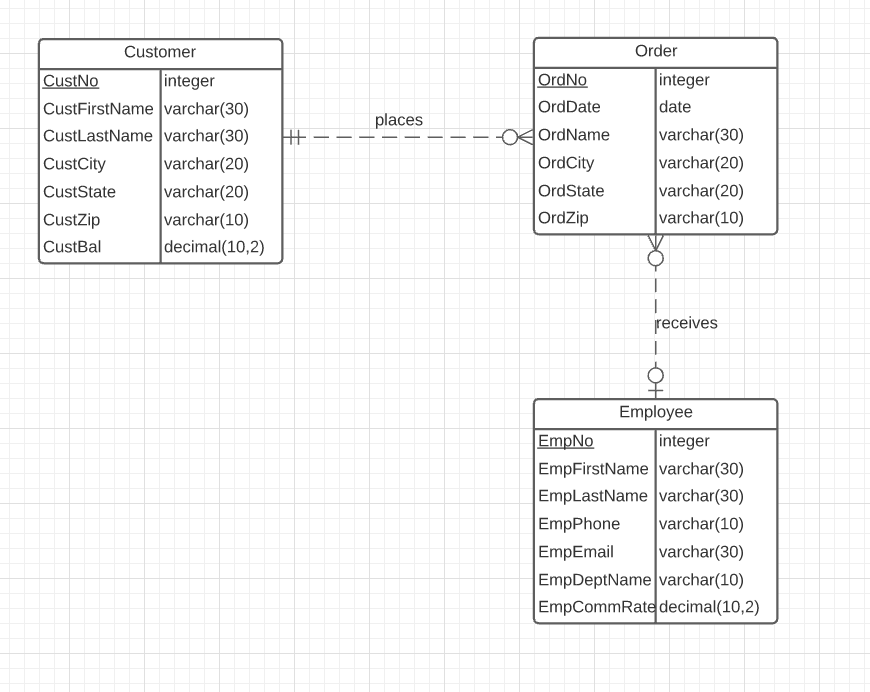 Customer
CustNo integer
CustFirstName varchar(30)
CustLastName varchar(30)
CustCity varchar(20)
CustState varchar(20)
CustZip varchar(10)
CustBal decimal(10,2)
places
Order
OrdNo integer
OrdDate date
OrdName varchar(30)
OrdCity varchar(20)
OrdState varchar(20)
OrdZip varchar(10)
receives
Employee
EmpNo integer
EmpFirstName varchar(30)
EmpLastName varchar(30)
EmpPhone varchar(10)
EmpEmail varchar(30)
EmpDeptName varchar(10)
EmpCommRate decimal(10,2)